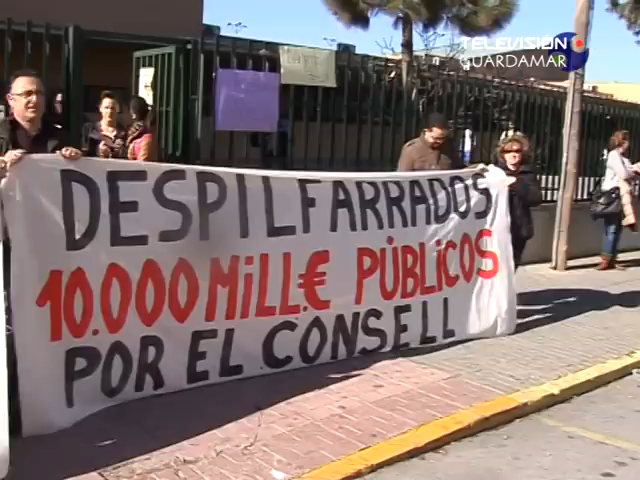 TELEVISION
GUARDAMAR
DESPILFARRADOS
10.000 MiLL.€ PÚBLiCOS
POR EL CONSELL